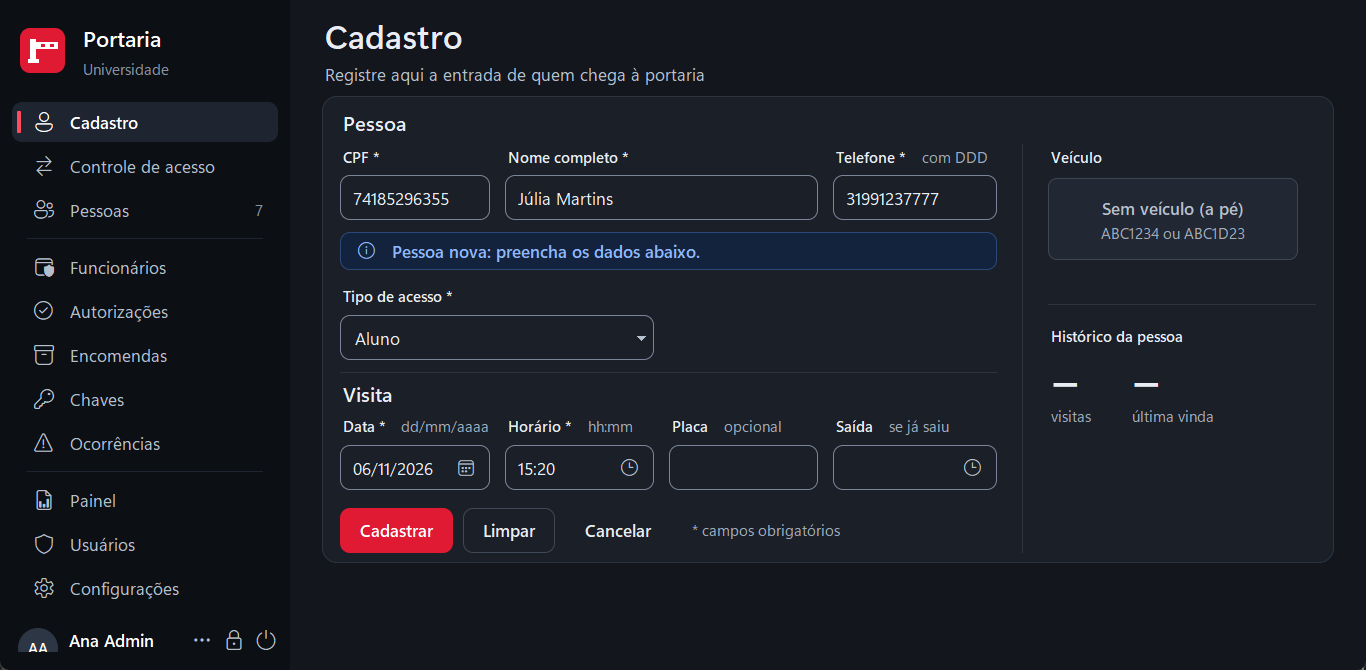 Portaria
Universidade
Cadastro
Controle de acesso
Pessoas 7
Funcionários
Autorizações
Encomendas
Chaves
Ocorrências
Painel
Usuários
Configurações
AA Ana Admin
Cadastro
Registre aqui a entrada de quem chega à portaria
Pessoa
CPF * Nome completo * Telefone * com DDD
74185296355 Júlia Martins 31991237777
Pessoa nova: preencha os dados abaixo.
Tipo de acesso *
Aluno
Visita
Data * dd/mm/aaaa Horário * hh:mm Placa opcional Saída se já saiu
06/11/2026 15:20
Cadastrar Limpar Cancelar * campos obrigatórios
Veículo
Sem veículo (a pé)
ABC1234 ou ABC1D23
Histórico da pessoa
— —
visitas última vinda